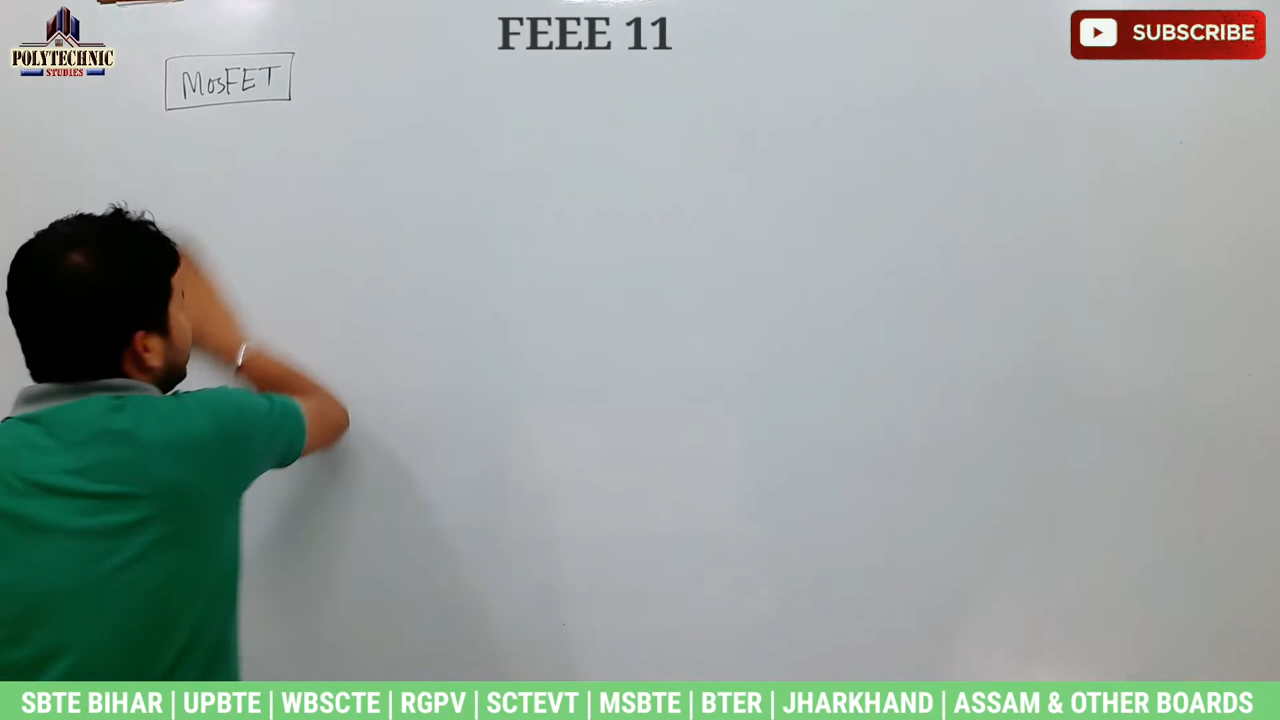 FEEE 11
SUBSCRIBE
POLYTECHNIC
STUDIES
MOSFET
SBTE BIHAR | UPBTE | WBSCTE | RGPV | SCTEVT | MSBTE | BTER | JHARKHAND | ASSAM & OTHER BOARDS